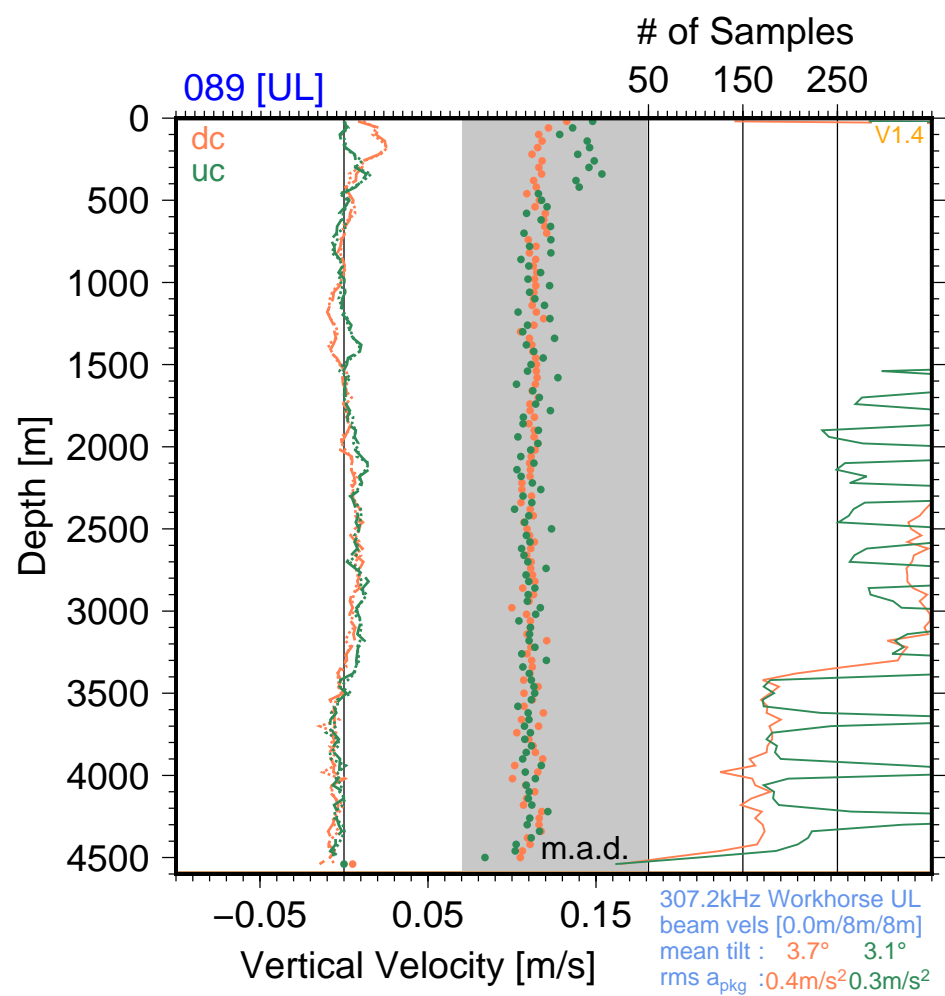 # of Samples
50 150 250
089 [UL]
dc
uc
V1.4
0
500
1000
1500
2000
2500
3000
3500
4000
4500
Depth [m]
m.a.d.
−0.05 0.05 0.15
Vertical Velocity [m/s]
307.2kHz Workhorse UL
beam vels [0.0m/8m/8m]
mean tilt : 3.7° 3.1°
rms a_pkg :0.4m/s² 0.3m/s²